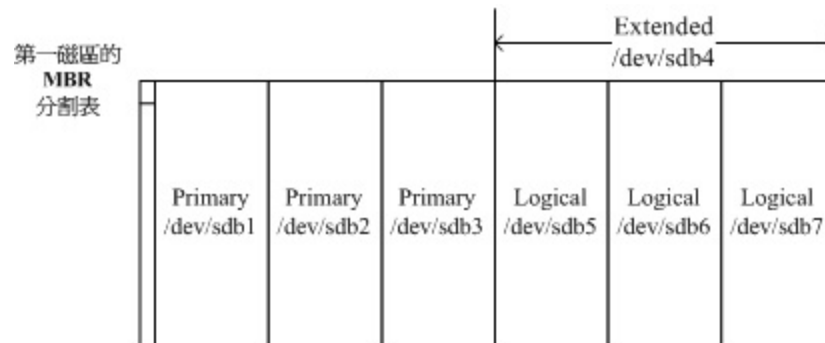 第一磁區的
MBR
分割表
Extended
/dev/sdb4
Primary
/dev/sdb1
Primary
/dev/sdb2
Primary
/dev/sdb3
Logical
/dev/sdb5
Logical
/dev/sdb6
Logical
/dev/sdb7